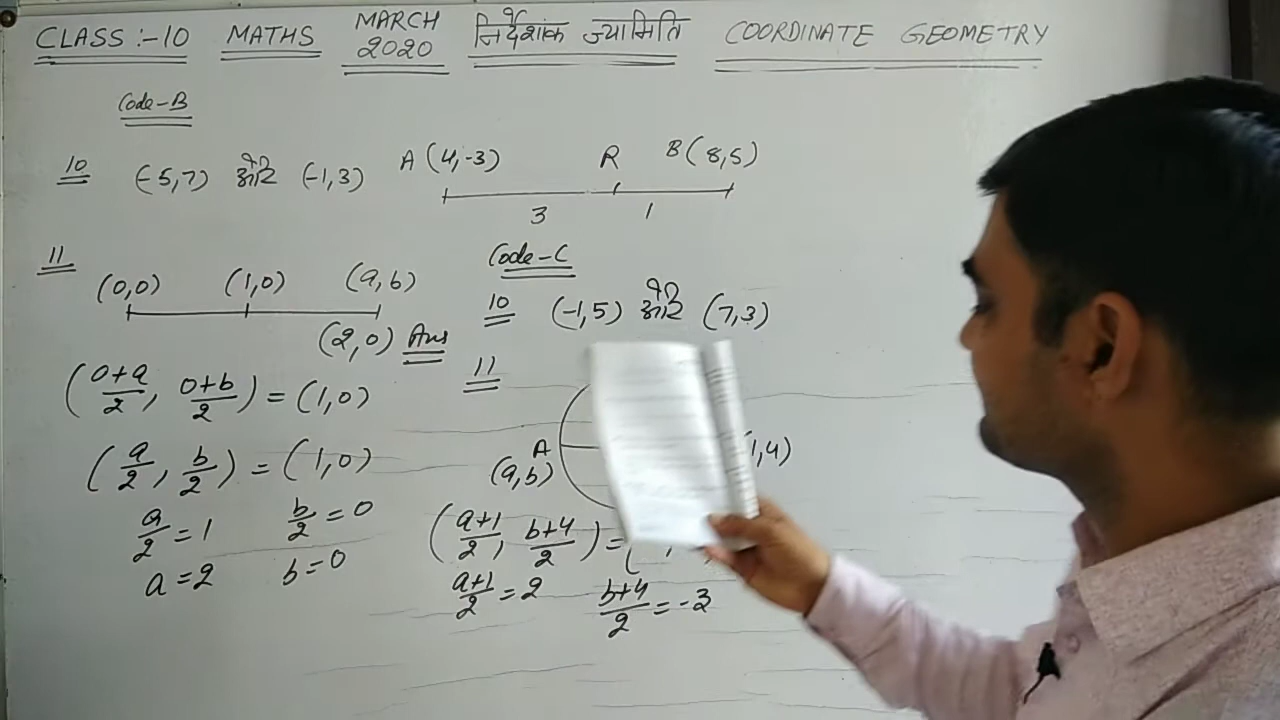 CLASS :-10 MATHS MARCH 2020 निर्देशांक ज्यामिति COORDINATE GEOMETRY
Code-B
10 (-5,7) और (-1,3) A (4,-3) R B(8,5)
3 1
11
(0,0) (1,0) (a,b)
(2,0) Ans
(0+a/2, 0+b/2) = (1,0)
(a/2, b/2) = (1,0)
a/2 = 1 b/2 = 0
a = 2 b = 0
Code-C
10 (-1,5) और (7,3)
11
A
(a,b) 1,4)
(a+1/2, b+4/2) = (
a+1/2 = 2 b+4/2 = -3